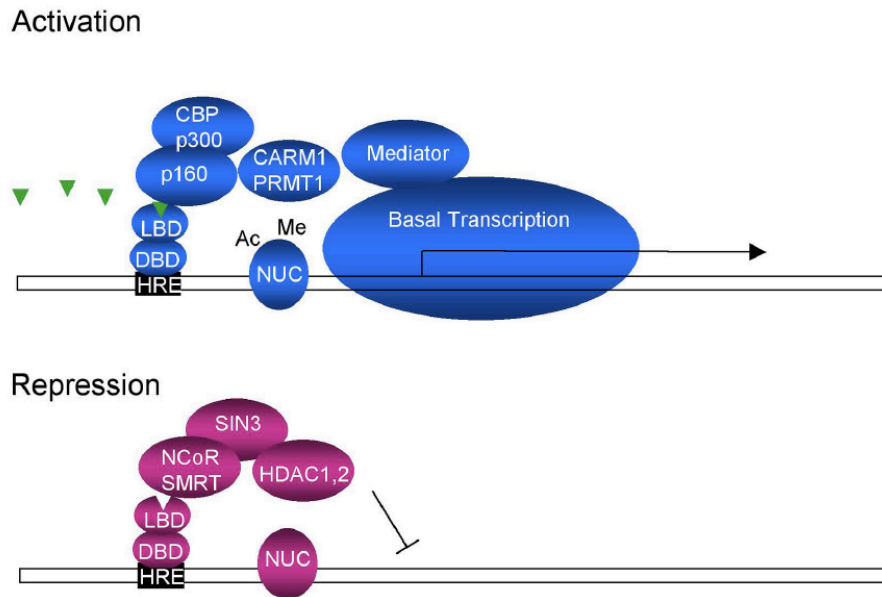 Activation
CBP
p300
p160
CARM1
PRMT1
Mediator
Basal Transcription
LBD
DBD
HRE
Ac
Me
NUC
Repression
SIN3
NCoR
SMRT
HDAC1,2
LBD
DBD
HRE
NUC